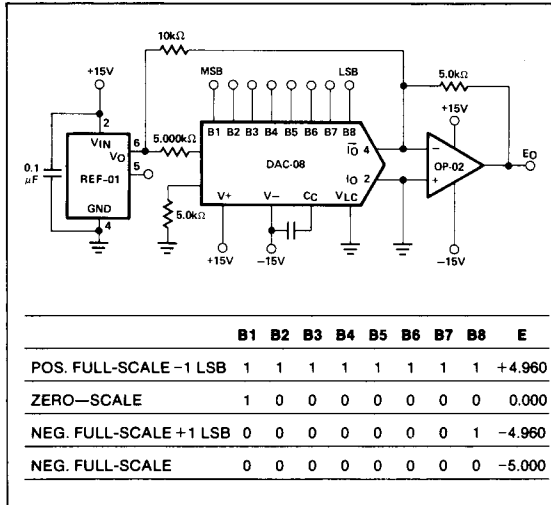 10kΩ
+15V
MSB
LSB
5.0kΩ
2
VIN
6
VO
5
REF-01
GND
4
0.1
μF
5.000kΩ
5.0kΩ
B1 B2 B3 B4 B5 B6 B7 B8
DAC-08
IO 4
IO 2
V+ V− CC VLC
+15V −15V
+15V
−
OP-02
+
EO
−15V
B1 B2 B3 B4 B5 B6 B7 B8 E
POS. FULL-SCALE −1 LSB 1 1 1 1 1 1 1 1 +4.960
ZERO—SCALE 1 0 0 0 0 0 0 0 0.000
NEG. FULL-SCALE +1 LSB 0 0 0 0 0 0 0 1 −4.960
NEG. FULL-SCALE 0 0 0 0 0 0 0 0 −5.000